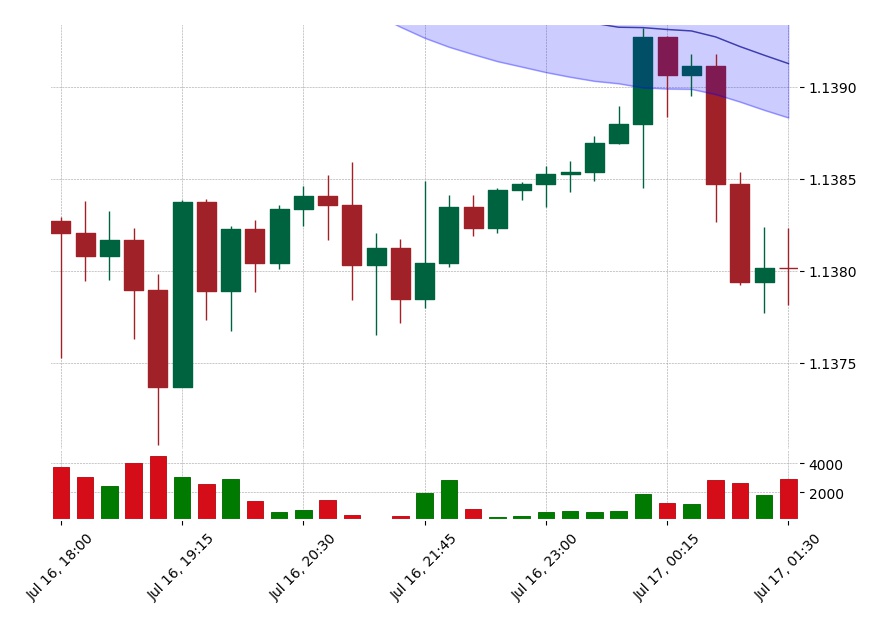 1.1390
1.1385
1.1380
1.1375
4000
2000
Jul 16, 18:00
Jul 16, 19:15
Jul 16, 20:30
Jul 16, 21:45
Jul 16, 23:00
Jul 17, 00:15
Jul 17, 01:30